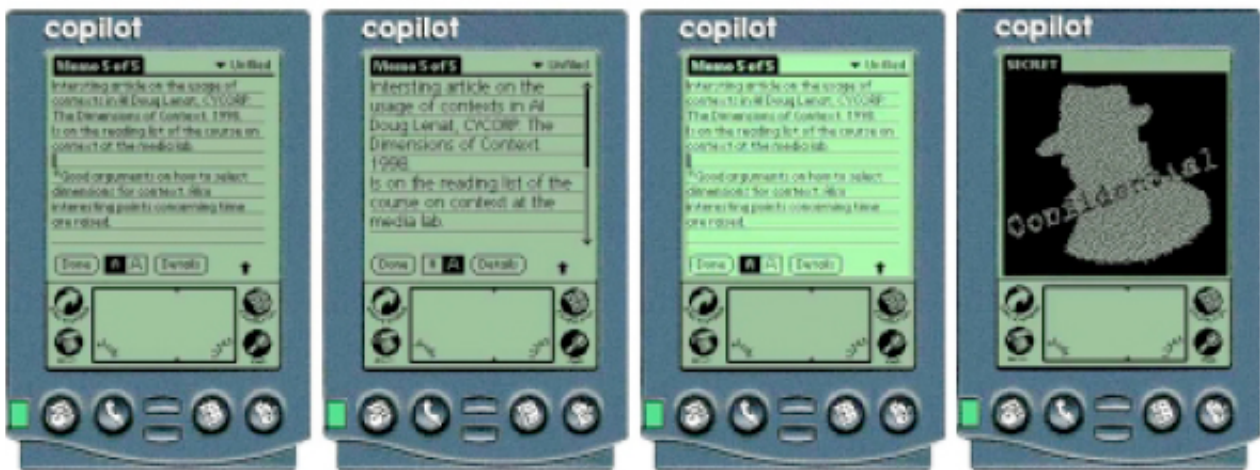 copilot
Memo 5 of 5 Unfiled
Intersting article on the usage of
contexts in AI Doug Lenat, CYCORP.
The Dimensions of Context. 1998.
Is on the reading list of the course on
context at the media lab.
Good arguments on how to select
dimensions for context. Also
interesting points concerning time
are raised.
Done A A Details
copilot
Memo 5 of 5 Unfiled
Intersting article on the
usage of contexts in AI
Doug Lenat, CYCORP. The
Dimensions of Context.
1998.
Is on the reading list of the
course on context at the
media lab.
Done A A Details
copilot
Memo 5 of 5 Unfiled
Intersting article on the usage of
contexts in AI Doug Lenat, CYCORP.
The Dimensions of Context. 1998.
Is on the reading list of the course on
context at the media lab.
Good arguments on how to select
dimensions for context. Also
interesting points concerning time
are raised.
Done A A Details
copilot
SECRET
Confidential